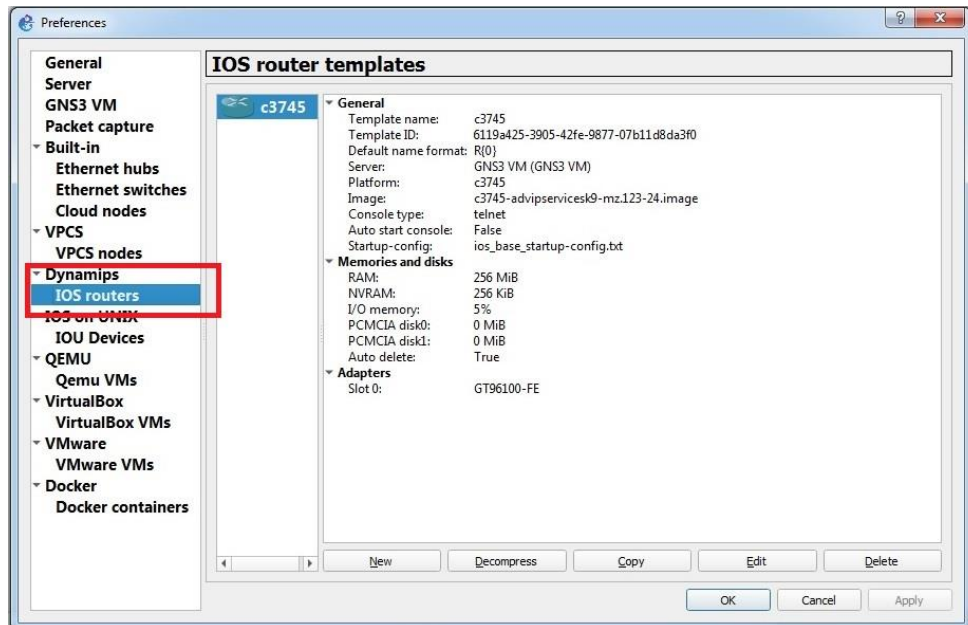 Preferences
General
Server
GNS3 VM
Packet capture
Built-in
Ethernet hubs
Ethernet switches
Cloud nodes
VPCS
VPCS nodes
Dynamips
IOS routers
IOS on UNIX
IOU Devices
QEMU
Qemu VMs
VirtualBox
VirtualBox VMs
VMware
VMware VMs
Docker
Docker containers
IOS router templates
c3745
General
Template name: c3745
Template ID: 6119a425-3905-42fe-9877-07b11d8da3f0
Default name format: R{0}
Server: GNS3 VM (GNS3 VM)
Platform: c3745
Image: c3745-advipservicesk9-mz.123-24.image
Console type: telnet
Auto start console: False
Startup-config: ios_base_startup-config.txt
Memories and disks
RAM: 256 MiB
NVRAM: 256 KiB
I/O memory: 5%
PCMCIA disk0: 0 MiB
PCMCIA disk1: 0 MiB
Auto delete: True
Adapters
Slot 0: GT96100-FE
New Decompress Copy Edit Delete
OK Cancel Apply